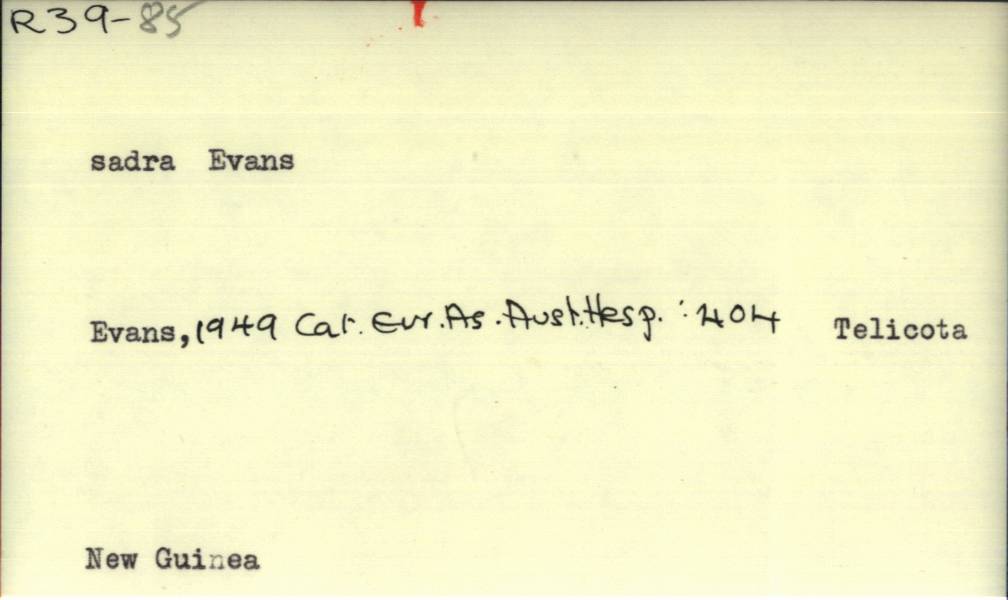 R39-85
sadra Evans
Evans, 1949 Cat. Eur. As. Aust. Hesp. : 404 Telicota
New Guinea